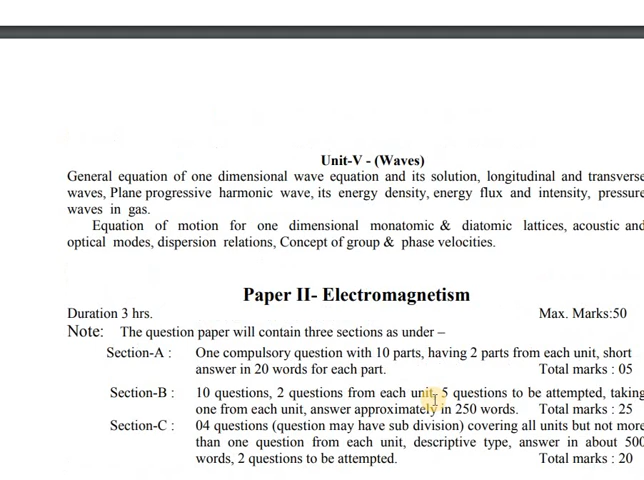 Unit-V - (Waves)
General equation of one dimensional wave equation and its solution, longitudinal and transverse
waves, Plane progressive harmonic wave, its energy density, energy flux and intensity, pressure
waves in gas.
Equation of motion for one dimensional monatomic & diatomic lattices, acoustic and
optical modes, dispersion relations, Concept of group & phase velocities.
Paper II- Electromagnetism
Duration 3 hrs. Max. Marks:50
Note: The question paper will contain three sections as under –
Section-A : One compulsory question with 10 parts, having 2 parts from each unit, short
answer in 20 words for each part. Total marks : 05
Section-B : 10 questions, 2 questions from each unit, 5 questions to be attempted, taking
one from each unit, answer approximately in 250 words. Total marks : 25
Section-C : 04 questions (question may have sub division) covering all units but not more
than one question from each unit, descriptive type, answer in about 500
words, 2 questions to be attempted. Total marks : 20